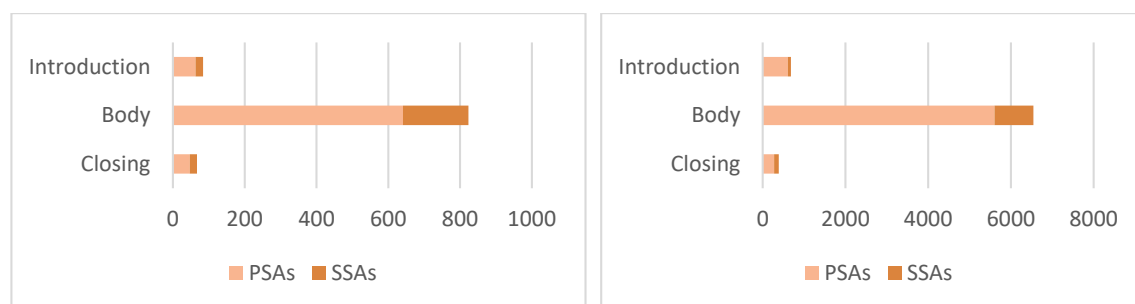 Introduction
Body
Closing
0 200 400 600 800 1000
PSAs SSAs
Introduction
Body
Closing
0 2000 4000 6000 8000
PSAs SSAs